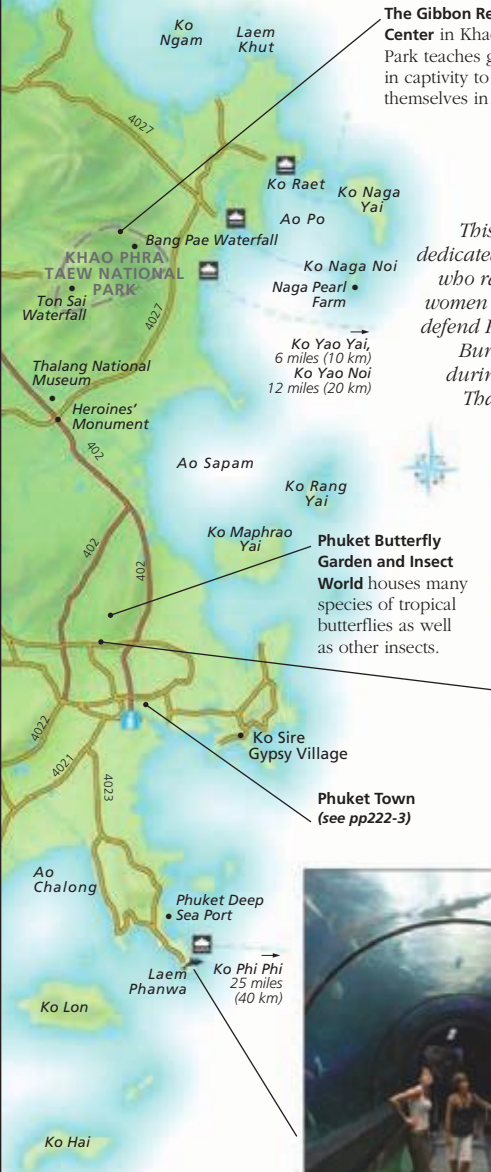 Ko
Ngam
Laem
Khut
The Gibbon
Center in
Park teaches
in captivity to
themselves in
4027
Ko Raet
Ko Naga
Yai
Ao Po
Bang Pae Waterfall
KHAO PHRA
TAEW NATIONAL
PARK
Ton Sai
Waterfall
4027
Ko Naga Noi
Naga Pearl
Farm
This
dedicated
who
women
defend
during
Ko Yao Yai,
6 miles (10 km)
Ko Yao Noi
12 miles (20 km)
Thalang National
Museum
Heroines’
Monument
402
Ao Sapam
Ko Rang
Yai
Ko Maphrao
Yai
402
402
Phuket Butterfly
Garden and Insect
World houses many
species of tropical
butterflies as well
as other insects.
4022
4021
4023
Ko Sire
Gypsy Village
Phuket Town
(see pp222-3)
Ao
Chalong
Phuket Deep
Sea Port
Laem
Phanwa
Ko Phi Phi
25 miles
(40 km)
Ko Lon
Ko Hai